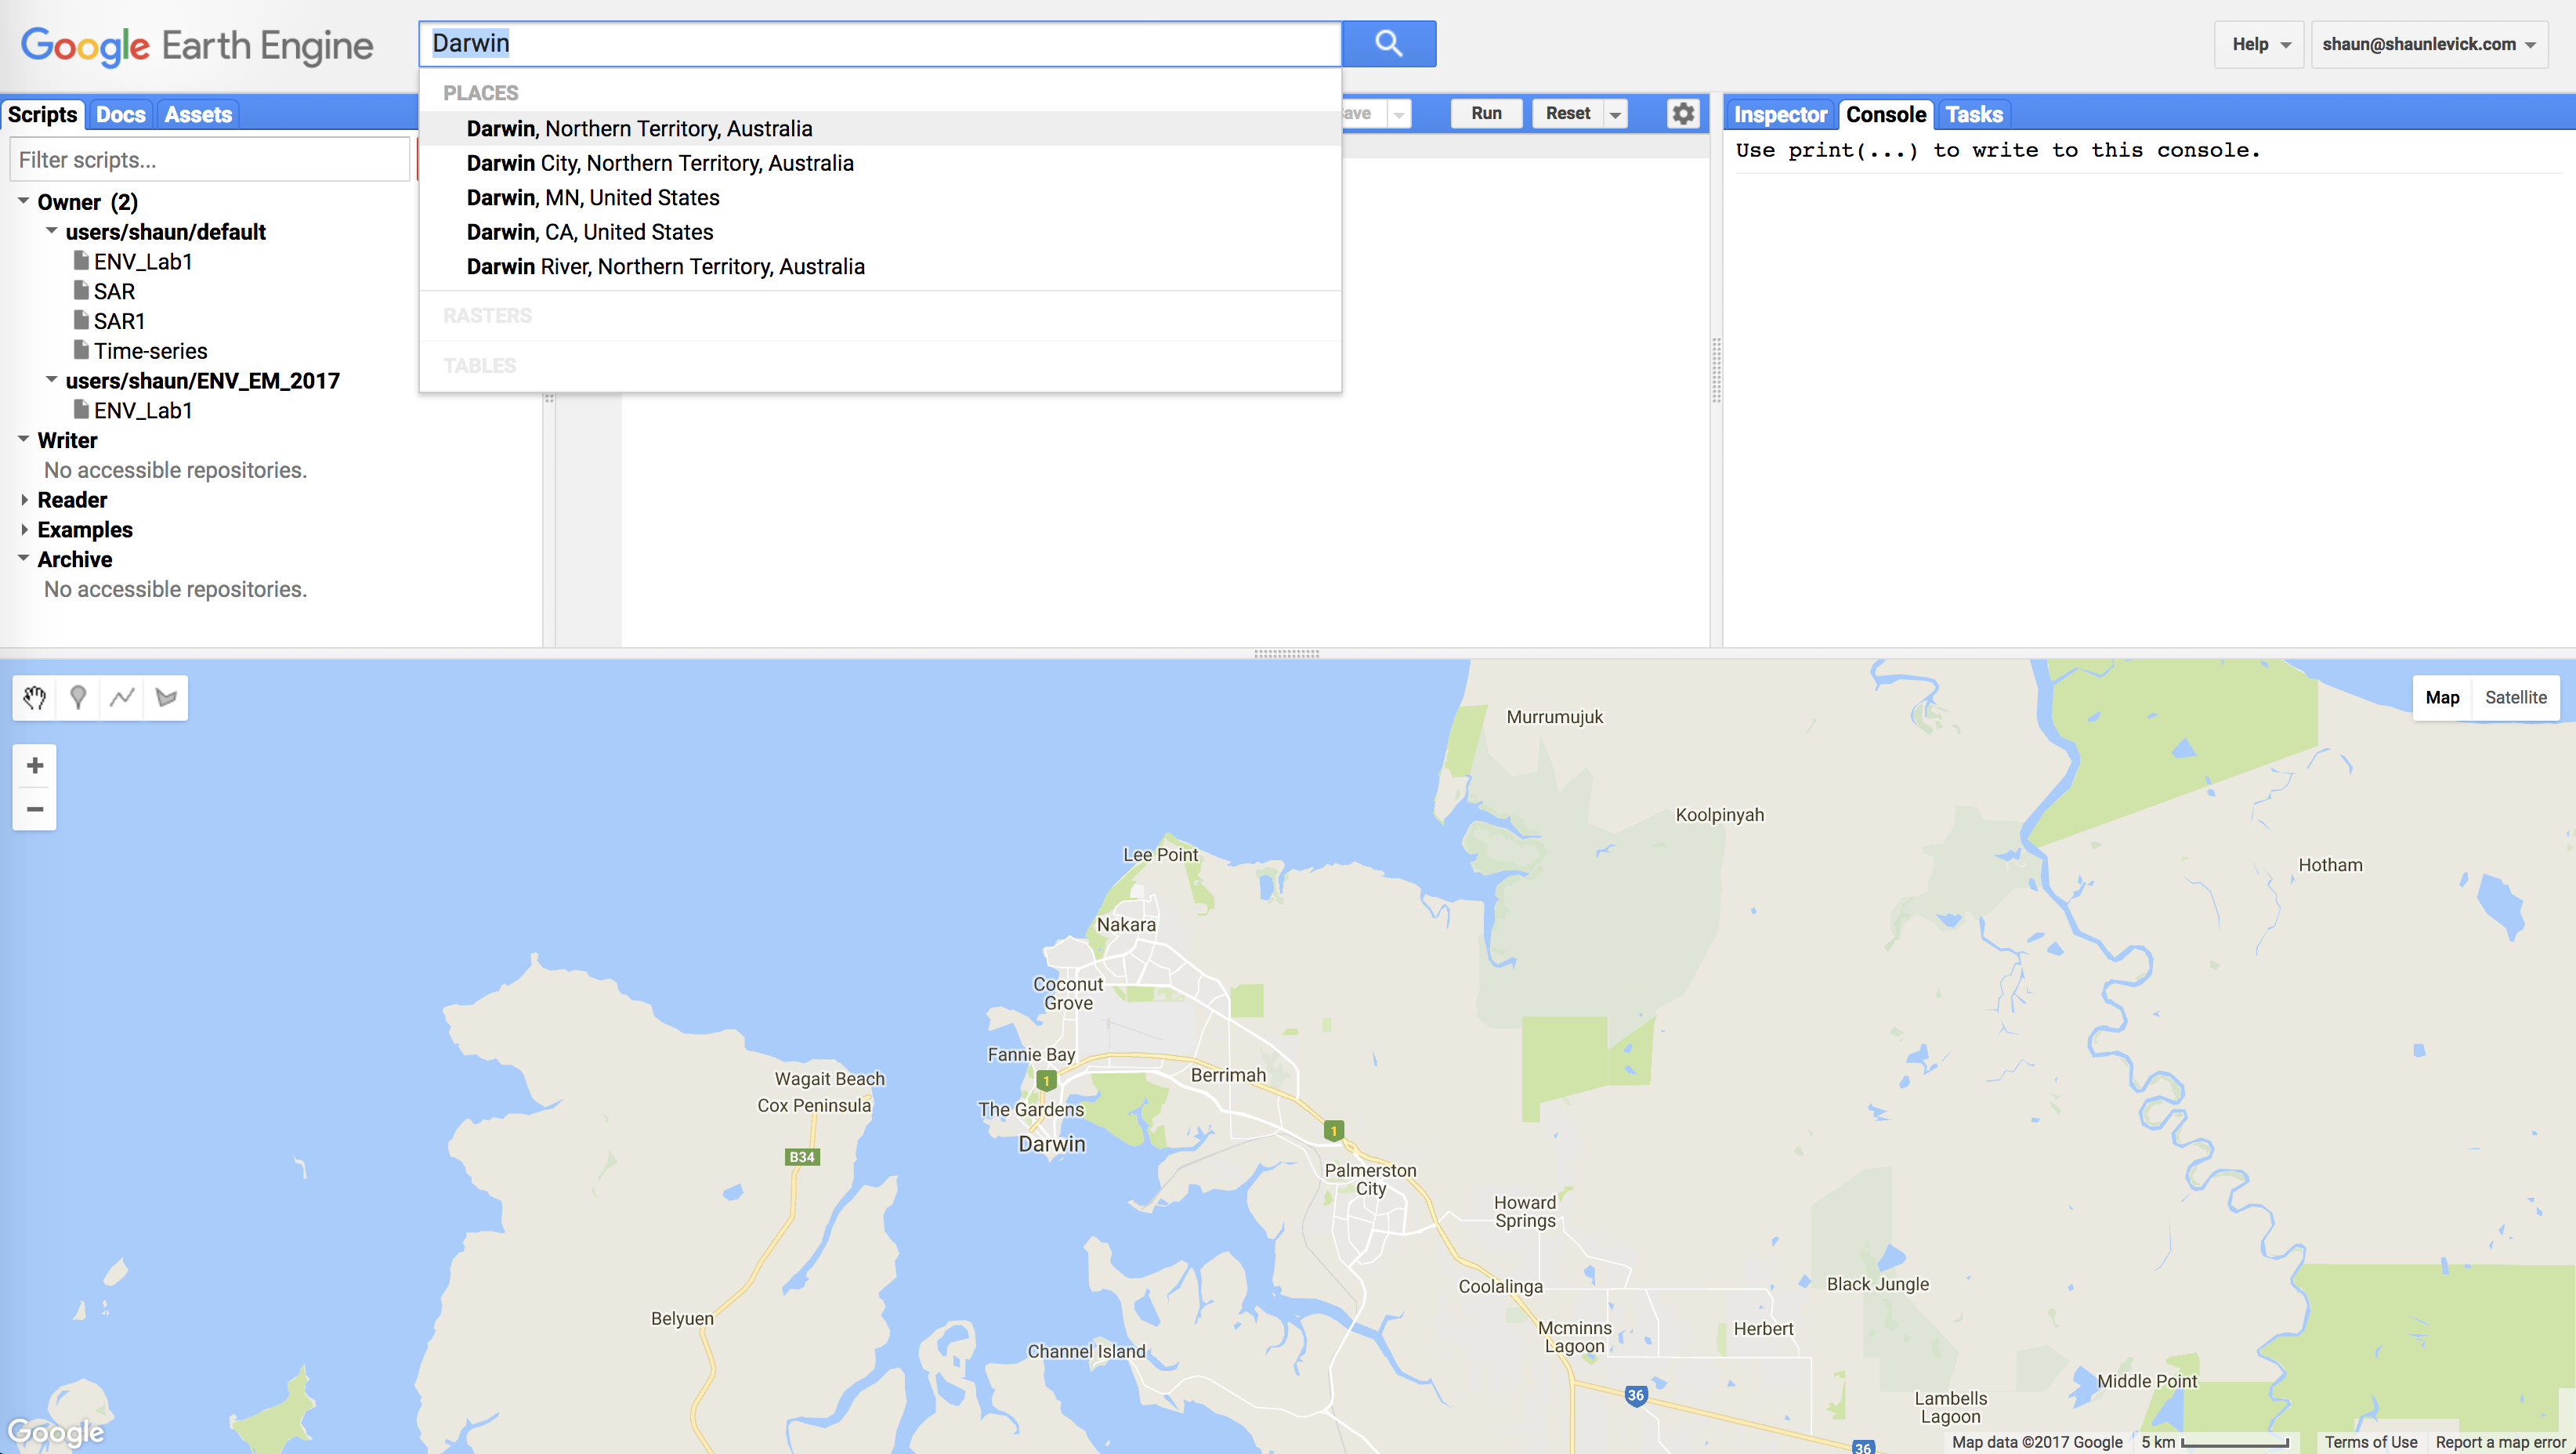 Google Earth Engine
Darwin
Help
shaun@shaunlevick.com
PLACES
Darwin, Northern Territory, Australia
Darwin City, Northern Territory, Australia
Darwin, MN, United States
Darwin, CA, United States
Darwin River, Northern Territory, Australia
RASTERS
TABLES
Scripts Docs Assets
Filter scripts...
Owner (2)
users/shaun/default
ENV_Lab1
SAR
SAR1
Time-series
users/shaun/ENV_EM_2017
ENV_Lab1
Writer
No accessible repositories.
Reader
Examples
Archive
No accessible repositories.
ave Run Reset
Inspector Console Tasks
Use print(...) to write to this console.
Map Satellite
Murrumujuk
Koolpinyah
Lee Point
Hotham
Nakara
Coconut
Grove
Fannie Bay
1
Berrimah
Wagait Beach
Cox Peninsula
The Gardens
Darwin
1
B34
Palmerston
City
Howard
Springs
Coolalinga
Black Jungle
Belyuen
Mcminns
Lagoon
Herbert
Channel Island
Middle Point
36
Lambells
Lagoon
36
Google
Map data ©2017 Google 5 km Terms of Use Report a map error